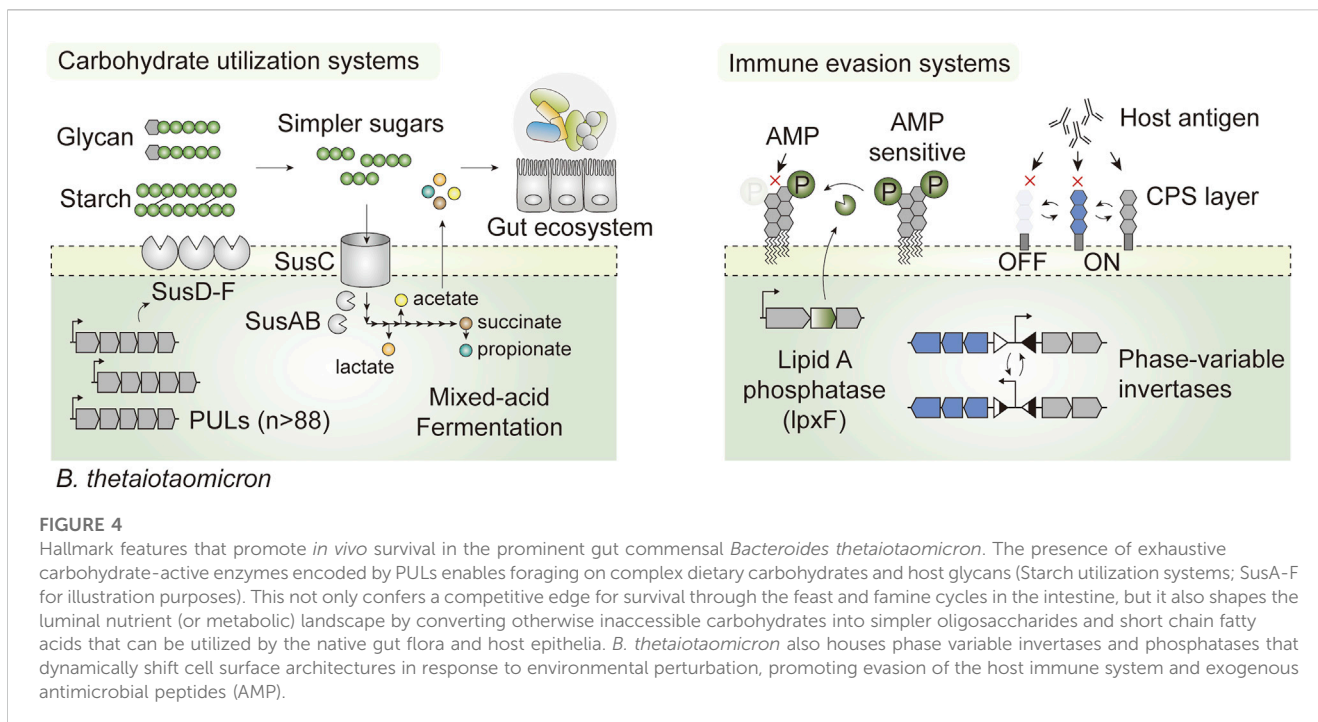 Carbohydrate utilization systems
Glycan
Starch
Simpler sugars
Gut ecosystem
SusC
SusD-F
SusAB
acetate
succinate
propionate
lactate
Mixed-acid
Fermentation
PULs (n>88)
B. thetaiotaomicron
Immune evasion systems
AMP
AMP
sensitive
P
P
P
P
Host antigen
CPS layer
OFF
ON
Lipid A
phosphatase
(lpxF)
Phase-variable
invertases
FIGURE 4
Hallmark features that promote in vivo survival in the prominent gut commensal Bacteroides thetaiotaomicron. The presence of exhaustive
carbohydrate-active enzymes encoded by PULs enables foraging on complex dietary carbohydrates and host glycans (Starch utilization systems; SusA-F
for illustration purposes). This not only confers a competitive edge for survival through the feast and famine cycles in the intestine, but it also shapes the
luminal nutrient (or metabolic) landscape by converting otherwise inaccessible carbohydrates into simpler oligosaccharides and short chain fatty
acids that can be utilized by the native gut flora and host epithelia. B. thetaiotaomicron also houses phase variable invertases and phosphatases that
dynamically shift cell surface architectures in response to environmental perturbation, promoting evasion of the host immune system and exogenous
antimicrobial peptides (AMP).